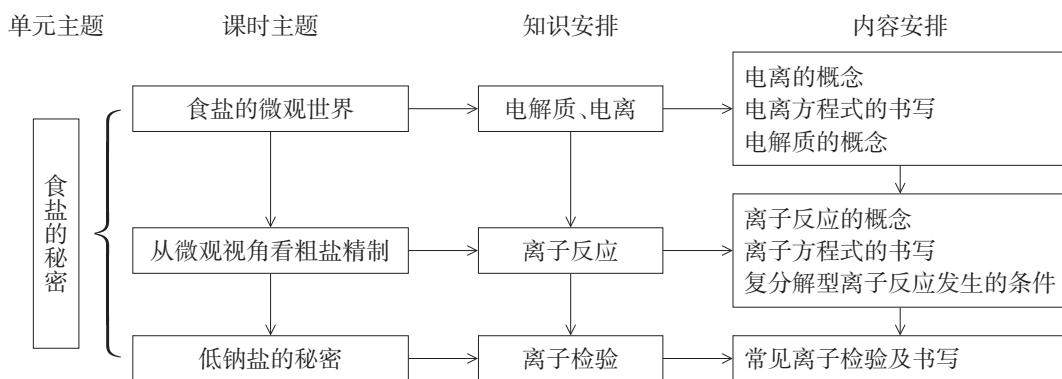 单元主题
课时主题
知识安排
内容安排
食盐的秘密
食盐的微观世界
电解质、电离
电离的概念
电离方程式的书写
电解质的概念
从微观视角看粗盐精制
离子反应
离子反应的概念
离子方程式的书写
复分解型离子反应发生的条件
低钠盐的秘密
离子检验
常见离子检验及书写